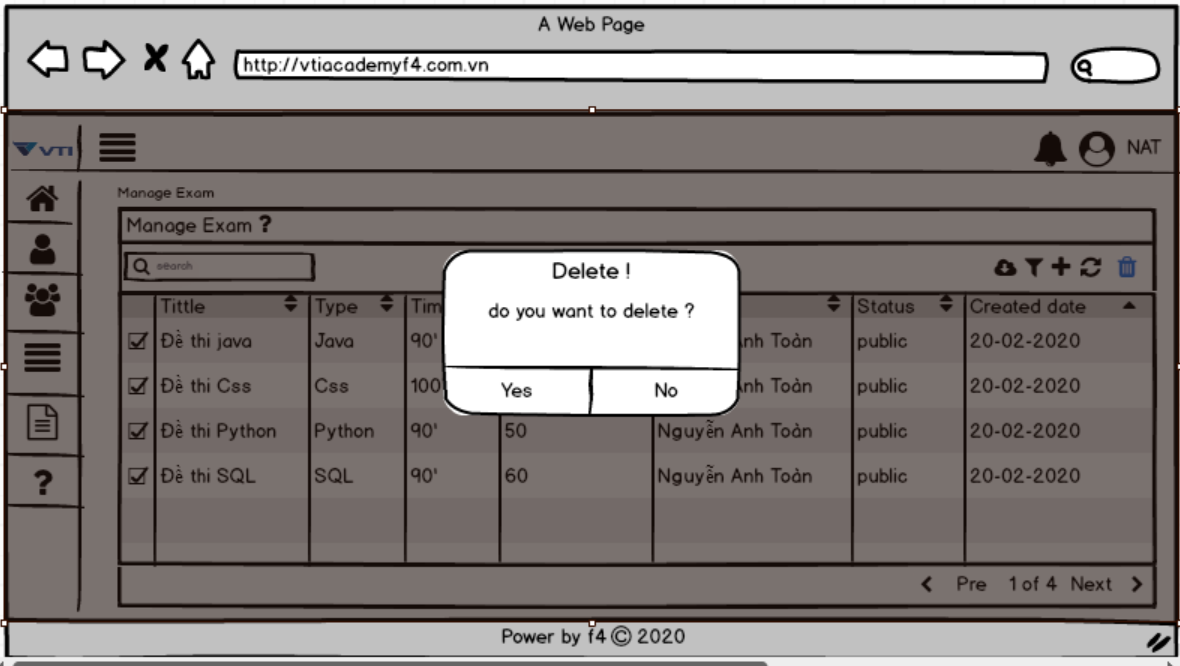 A Web Page
http://vtiacademyf4.com.vn
VTI
NAT
Manage Exam
Manage Exam ?
search
Delete !
do you want to delete ?
Yes No
Tittle Type Tim Status Created date
Đề thi java Java 90' nh Toàn public 20-02-2020
Đề thi Css Css 100 nh Toàn public 20-02-2020
Đề thi Python Python 90' 50 Nguyễn Anh Toàn public 20-02-2020
Đề thi SQL SQL 90' 60 Nguyễn Anh Toàn public 20-02-2020
Pre 1 of 4 Next
Power by f4 © 2020